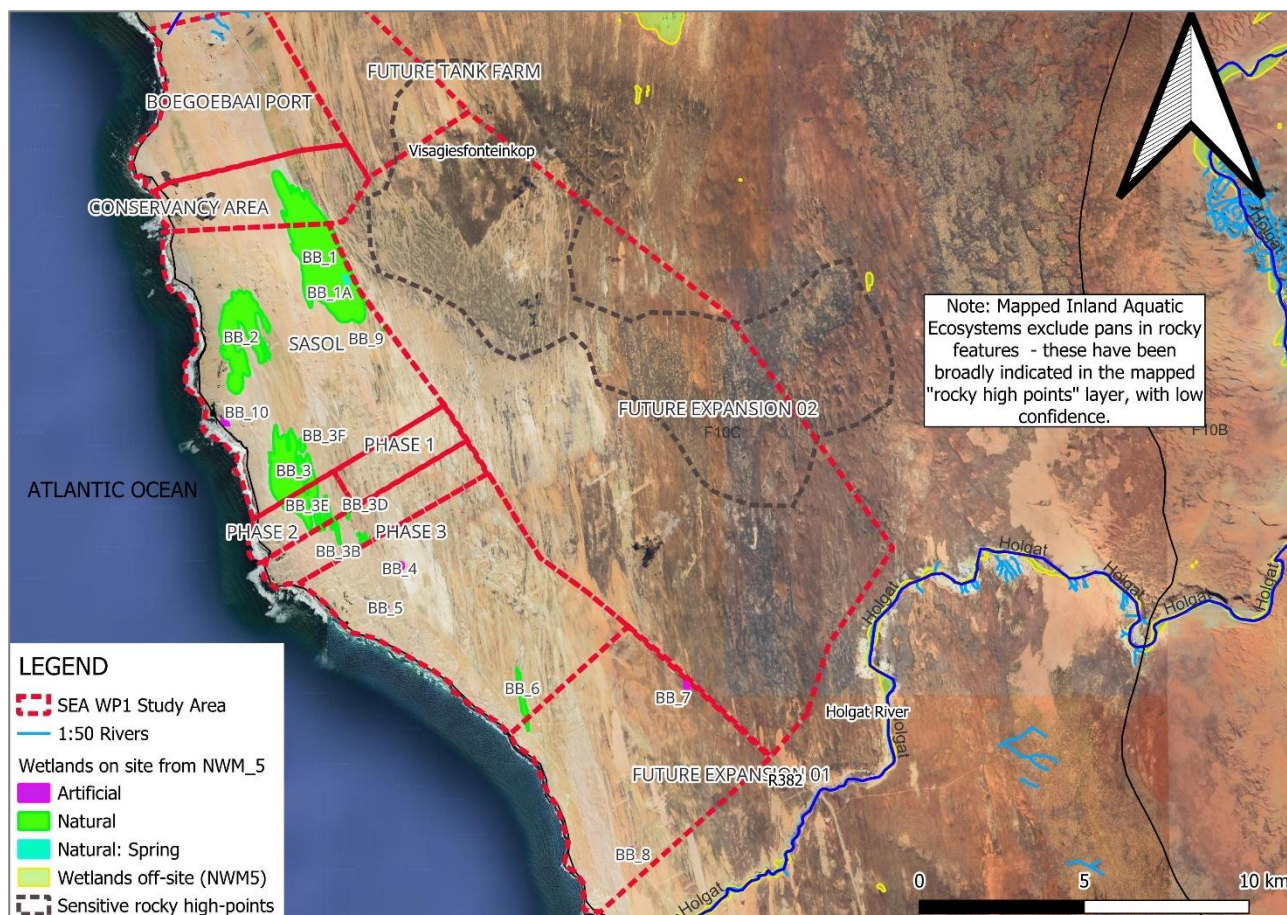 FUTURE TANK FARM
BOEGOEBAAI PORT
Visagiesfonteinkop
CONSERVANCY AREA
BB_1
BB_1A
BB_2
SASOL
BB_9
BB_10
BB_3F
PHASE 1
BB_3
BB_3E
BB_3D
PHASE 2
PHASE 3
BB_3B
BB_4
BB_5
BB_6
BB_7
BB_8
ATLANTIC OCEAN
FUTURE EXPANSION 02
F10C
F10B
Note: Mapped Inland Aquatic
Ecosystems exclude pans in rocky
features - these have been
broadly indicated in the mapped
"rocky high points" layer, with low
confidence.
Holgat
Holgat
Holgat
Holgat
Holgat
Holgat
Holgat
Holgat River
FUTURE EXPANSION 01
R382
LEGEND
SEA WP1 Study Area
1:50 Rivers
Wetlands on site from NWM_5
Artificial
Natural
Natural: Spring
Wetlands off-site (NWM5)
Sensitive rocky high-points
0 5 10 km